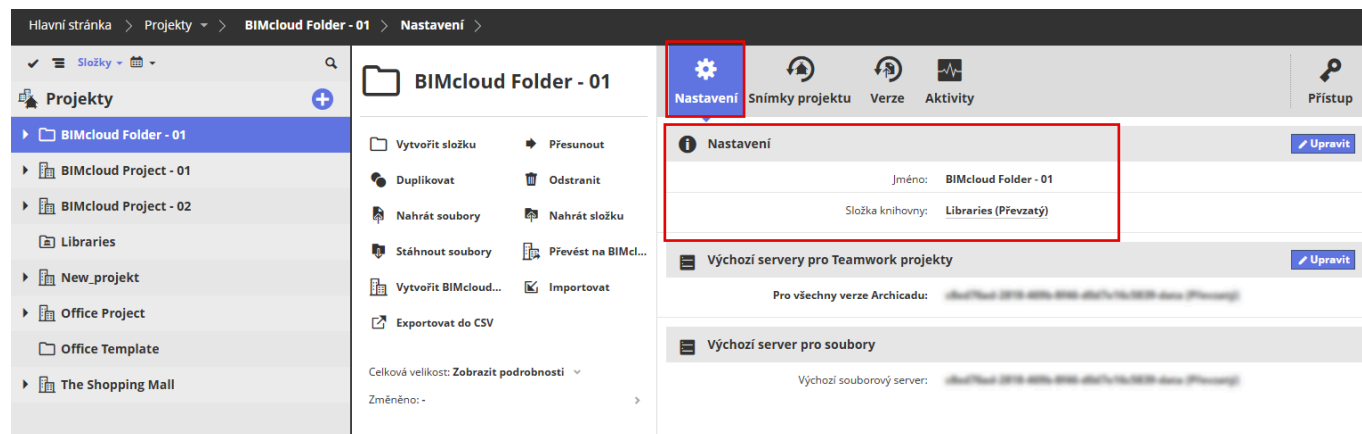 Hlavní stránka > Projekty > BIMcloud Folder - 01 > Nastavení >
Složky
Projekty
BIMcloud Folder - 01
BIMcloud Project - 01
BIMcloud Project - 02
Libraries
New_projekt
Office Project
Office Template
The Shopping Mall
BIMcloud Folder - 01
Vytvořit složku
Přesunout
Duplikovat
Odstranit
Nahrát soubory
Nahrát složku
Stáhnout soubory
Převést na BIMcl...
Vytvořit BIMcloud...
Importovat
Exportovat do CSV
Celková velikost: Zobrazit podrobnosti
Změněno: -
Nastavení
Snímky projektu
Verze
Aktivity
Přístup
Nastavení
Upravit
Jméno: BIMcloud Folder - 01
Složka knihovny: Libraries (Převzatý)
Výchozí servery pro Teamwork projekty
Upravit
Pro všechny verze Archicadu:
Výchozí server pro soubory
Výchozí souborový server: